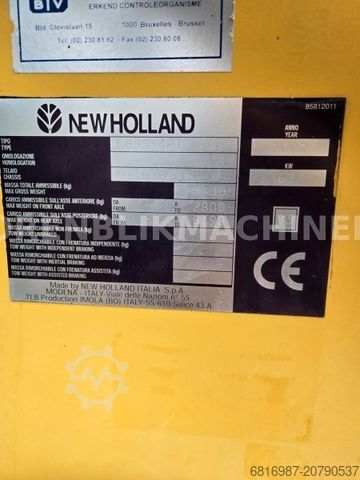 BTV
ERKEND CONTROLEORGANISME
Bld. Clovislaan 15 1000 Bruxelles - Brussel
Tel. (02) 230.81.82 - Fax (02) 230.80.08
85812011
NEW HOLLAND
ANNO
YEAR
TIPO
TYPE
OMOLOGAZIONE
HOMOLOGATION
KW
TELAIO
CHASSIS
MASSA TOTALE AMMISSIBILE (kg)
MAX GROSS WEIGHT
CARICO AMMISSIBILE SULL'ASSE ANTERIORE (kg) DA A
MAX WEIGHT ON FRONT AXLE FROM TO 2800
CARICO AMMISSIBILE SULL'ASSE POSTERIORE (kg) DA A
MAX WEIGHT ON REAR AXLE FROM TO
MASSA RIMORCHIABILE NON FRENATA (kg)
TOW WEIGHT UNBRAKED
MASSA RIMORCHIABILE CON FRENATURA INDIPENDENTE (kg)
TOW WEIGHT WITH INDEPENDENT BRAKING
MASSA RIMORCHIABILE CON FRENATURA AD INERZIA (kg)
TOW WEIGHT WITH INERTIAL BRAKING
MASSA RIMORCHIABILE CON FRENATURA ASSISTITA (kg)
TOW WEIGHT WITH ASSISTED BRAKING
CE
Made by NEW HOLLAND ITALIA S.p.A.
MODENA - ITALY-Viale delle Nazioni n° 55
TLB Production IMOLA (BO) ITALY-SS 610 Selice 43 A
ENBLIKMACHINE
6816987-20790537